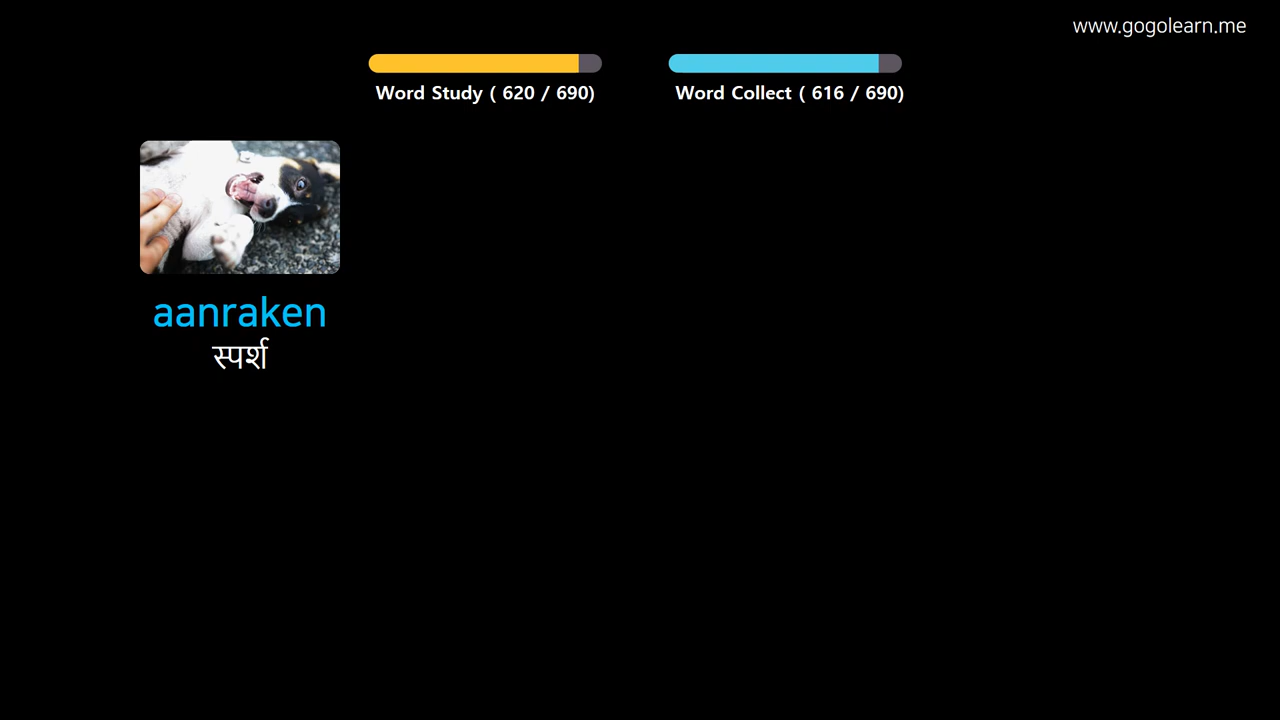 www.gogolearn.me
Word Study ( 620 / 690)
Word Collect ( 616 / 690)
aanraken
स्पर्श